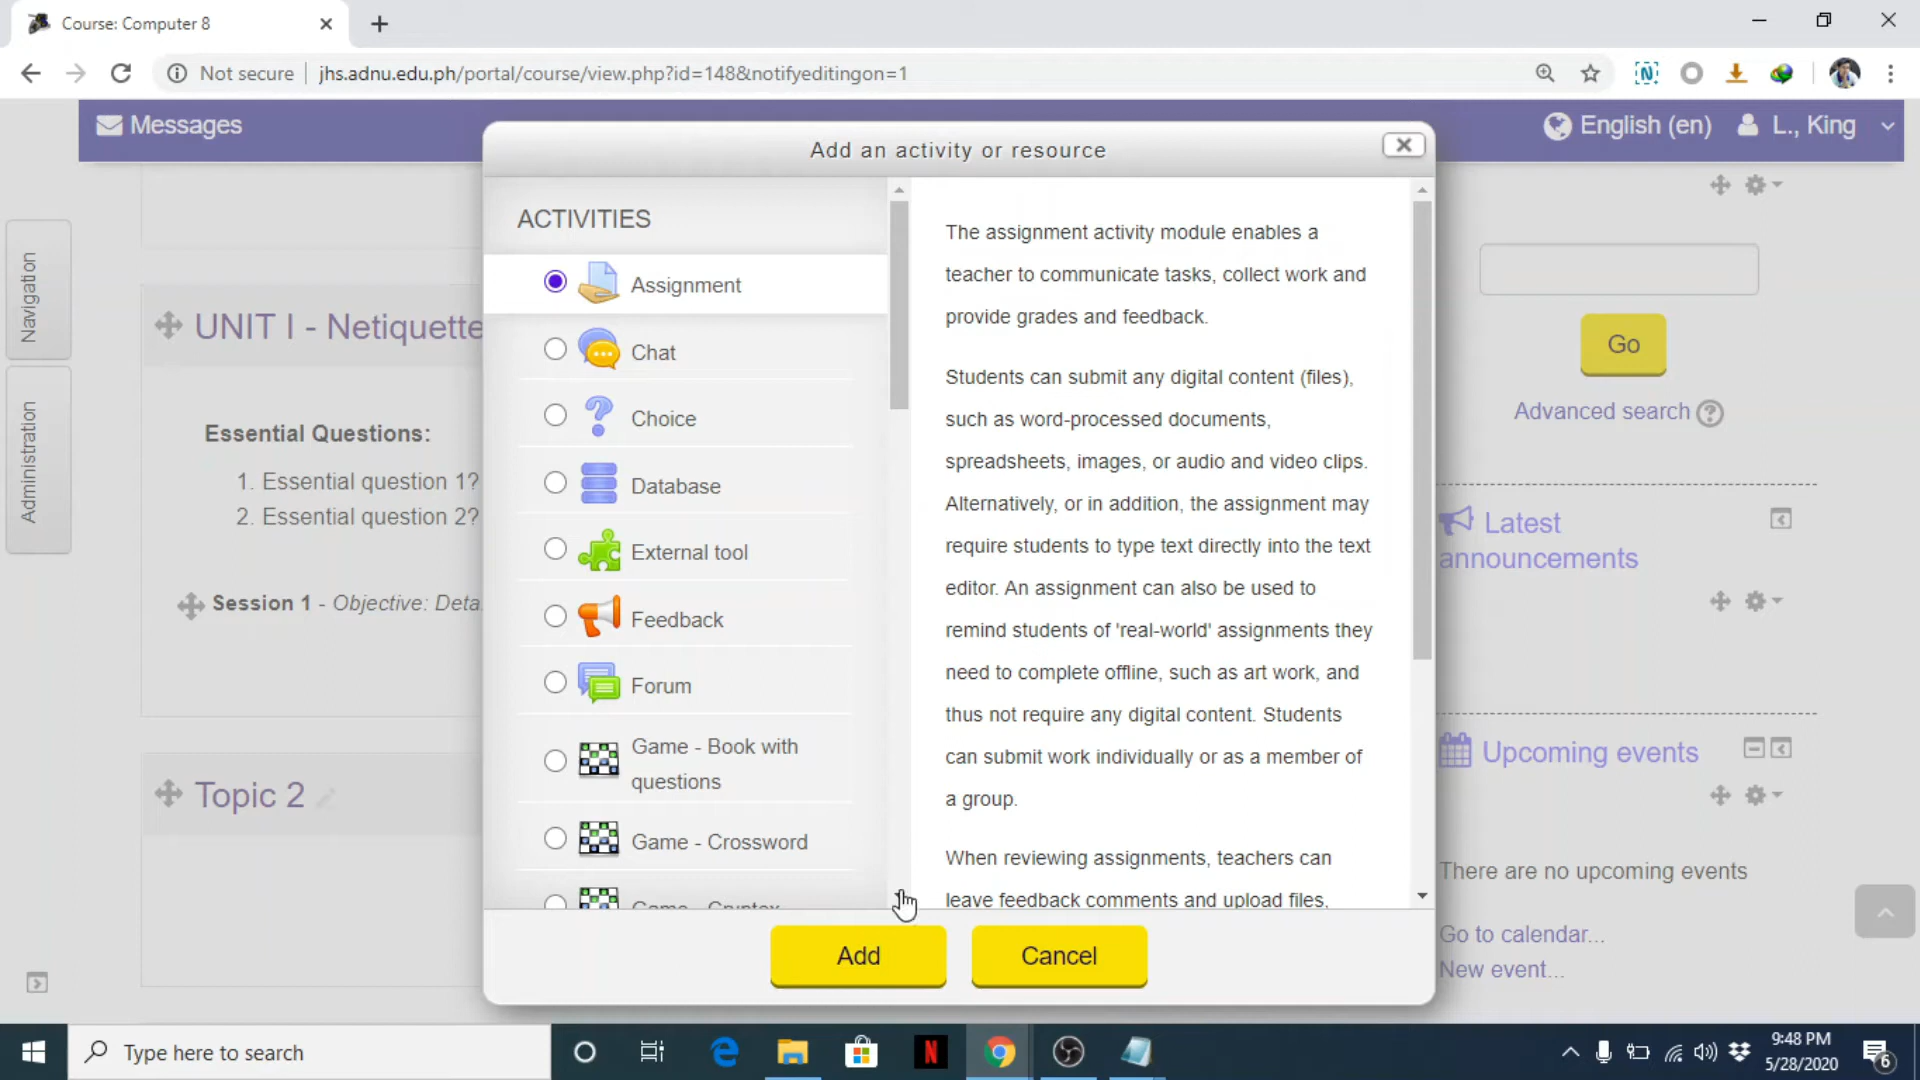 Course: Computer 8
Not secure
jhs.adnu.edu.ph/portal/course/view.php?id=148&notifyeditingon=1
Messages
English (en)
L., King
Add an activity or resource
Navigation
Administration
UNIT I - Netiquette
Essential Questions:
1. Essential question 1?
2. Essential question 2?
Session 1 - Objective: Deta
Topic 2
ACTIVITIES
Assignment
Chat
Choice
Database
External tool
Feedback
Forum
Game - Book with
questions
Game - Crossword
Game - Cryptex
The assignment activity module enables a
teacher to communicate tasks, collect work and
provide grades and feedback.
Students can submit any digital content (files),
such as word-processed documents,
spreadsheets, images, or audio and video clips.
Alternatively, or in addition, the assignment may
require students to type text directly into the text
editor. An assignment can also be used to
remind students of 'real-world' assignments they
need to complete offline, such as art work, and
thus not require any digital content. Students
can submit work individually or as a member of
a group.
When reviewing assignments, teachers can
leave feedback comments and upload files,
Add
Cancel
Go
Advanced search
Latest
announcements
Upcoming events
There are no upcoming events
Go to calendar...
New event...
Type here to search
9:48 PM
5/28/2020
6